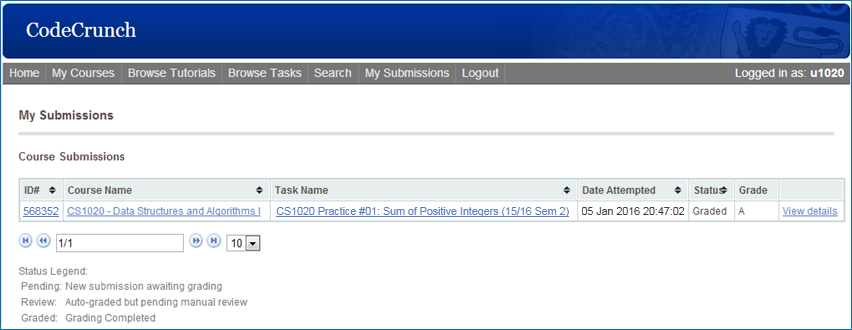 CodeCrunch
Home My Courses Browse Tutorials Browse Tasks Search My Submissions Logout Logged in as: u1020
My Submissions
Course Submissions
ID# Course Name Task Name Date Attempted Status Grade
568352 CS1020 - Data Structures and Algorithms I CS1020 Practice #01: Sum of Positive Integers (15/16 Sem 2) 05 Jan 2016 20:47:02 Graded A View details
1/1 10
Status Legend:
Pending: New submission awaiting grading
Review: Auto-graded but pending manual review
Graded: Grading Completed